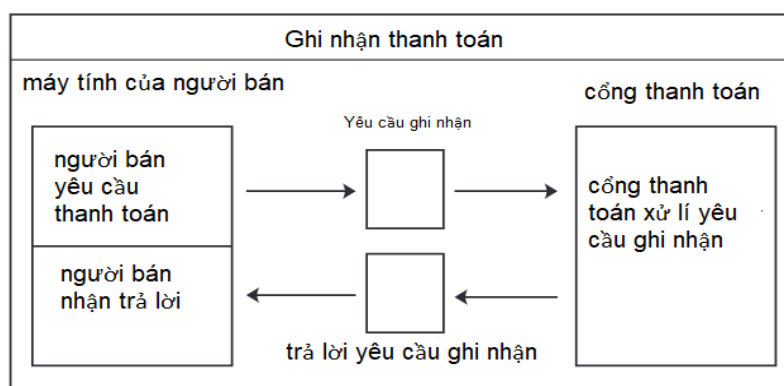 Ghi nhận thanh toán
máy tính của người bán
cổng thanh toán
Yêu cầu ghi nhận
người bán
yêu cầu
thanh toán
cổng thanh
toán xử lí yêu
cầu ghi nhận
người bán
nhận trả lời
trả lời yêu cầu ghi nhận